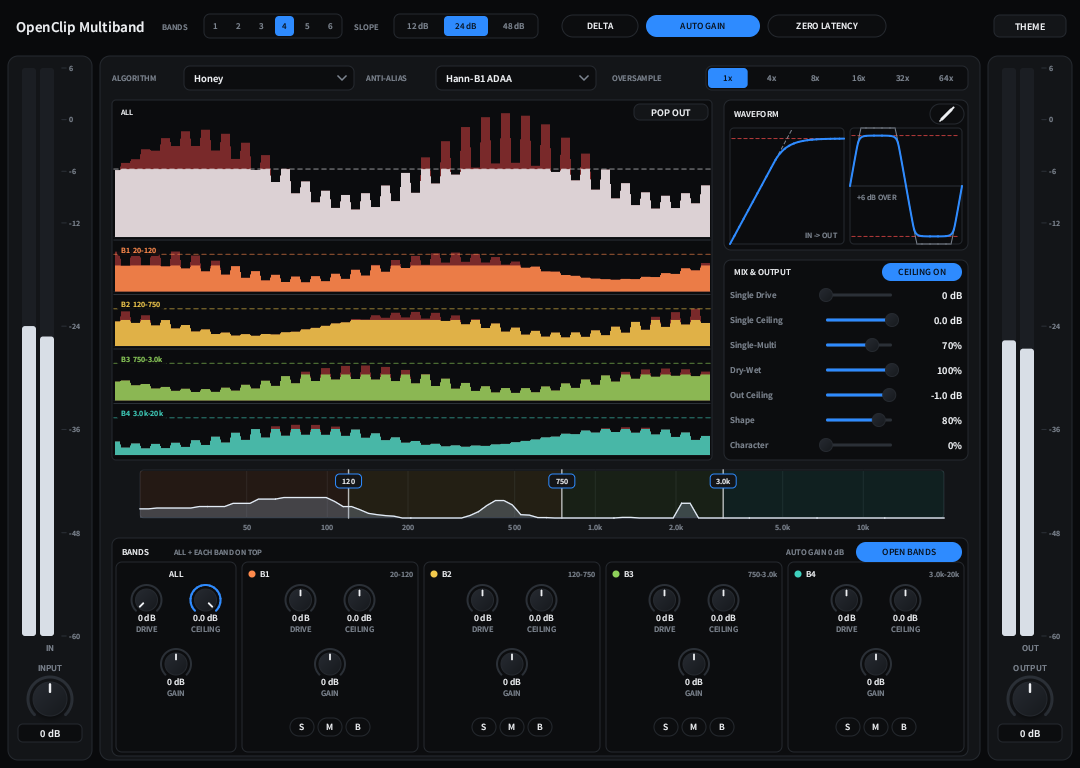 OpenClip Multiband BANDS 1 2 3 4 5 6 SLOPE 12 dB 24 dB 48 dB DELTA AUTO GAIN ZERO LATENCY THEME
ALGORITHM Honey ANTI-ALIAS Hann-B1 ADAA OVERSAMPLE 1x 4x 8x 16x 32x 64x
6
0
-6
-12
-24
-36
-48
-60
IN
INPUT
0 dB
ALL POP OUT
B1 20-120
B2 120-750
B3 750-3.0k
B4 3.0k-20k
WAVEFORM
IN -> OUT
+6 dB OVER
MIX & OUTPUT CEILING ON
Single Drive 0 dB
Single Ceiling 0.0 dB
Single-Multi 70%
Dry-Wet 100%
Out Ceiling -1.0 dB
Shape 80%
Character 0%
120 750 3.0k
50 100 200 500 1.0k 2.0k 5.0k 10k
BANDS ALL + EACH BAND ON TOP AUTO GAIN 0 dB OPEN BANDS
ALL
0 dB 0.0 dB
DRIVE CEILING
0 dB
GAIN
B1 20-120
0 dB 0.0 dB
DRIVE CEILING
0 dB
GAIN
S M B
B2 120-750
0 dB 0.0 dB
DRIVE CEILING
0 dB
GAIN
S M B
B3 750-3.0k
0 dB 0.0 dB
DRIVE CEILING
0 dB
GAIN
S M B
B4 3.0k-20k
0 dB 0.0 dB
DRIVE CEILING
0 dB
GAIN
S M B
6
0
-6
-12
-24
-36
-48
-60
OUT
OUTPUT
0 dB